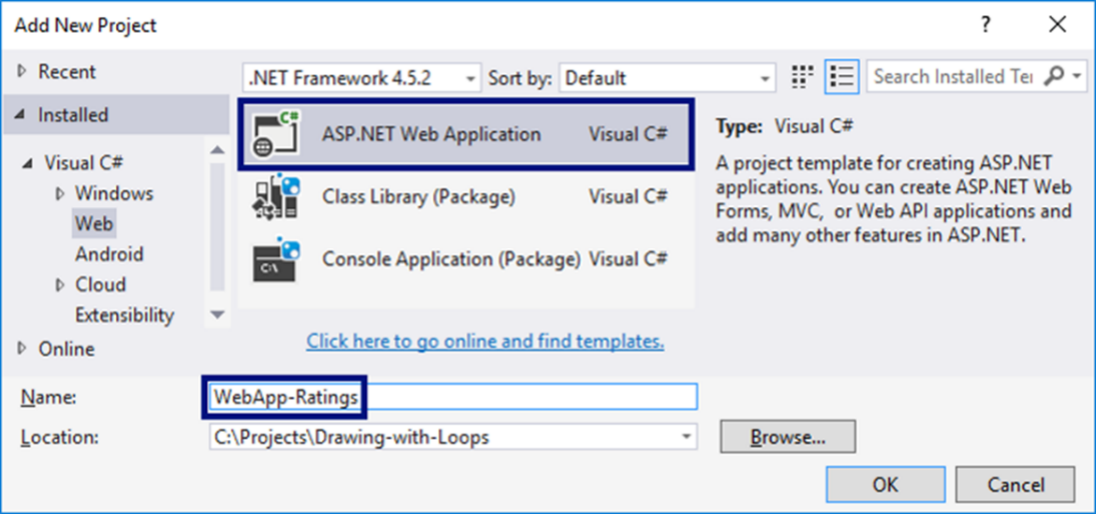 Add New Project
?
Recent
.NET Framework 4.5.2
Sort by:
Default
Search Installed Te
Installed
Visual C#
Windows
Web
Android
Cloud
Extensibility
Online
C#
ASP.NET Web Application
Visual C#
Class Library (Package)
Visual C#
C:\
Console Application (Package)
Visual C#
Click here to go online and find templates.
Type: Visual C#
A project template for creating ASP.NET
applications. You can create ASP.NET Web
Forms, MVC, or Web API applications and
add many other features in ASP.NET.
Name:
WebApp-Ratings
Location:
C:\Projects\Drawing-with-Loops
Browse...
OK
Cancel